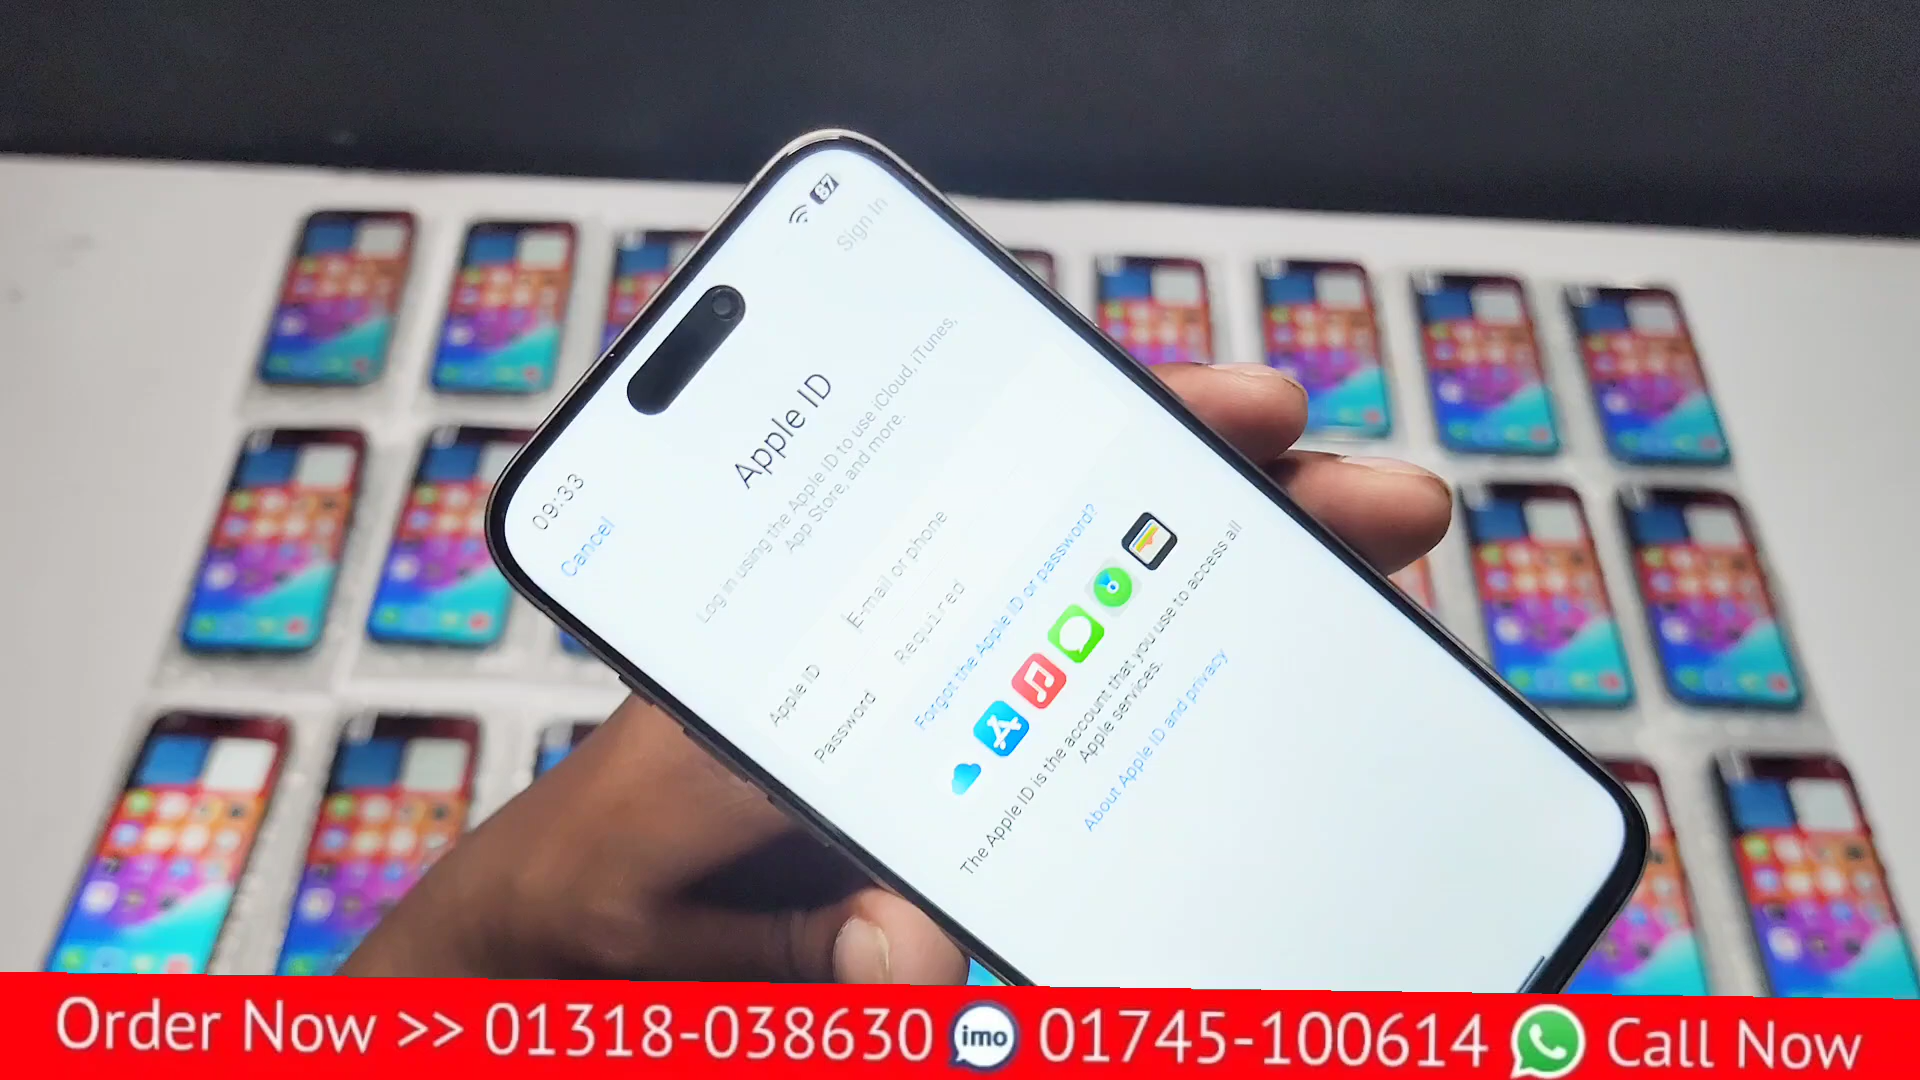 87
Sign In
09:33
Cancel
Apple ID
Log in using the Apple ID to use iCloud, iTunes,
App Store, and more.
Apple ID
E-mail or phone
Password
Required
Forgot the Apple ID or password?
The Apple ID is the account that you use to access all
Apple services.
About Apple ID and privacy
Order Now >> 01318-038630 imo 01745-100614 Call Now